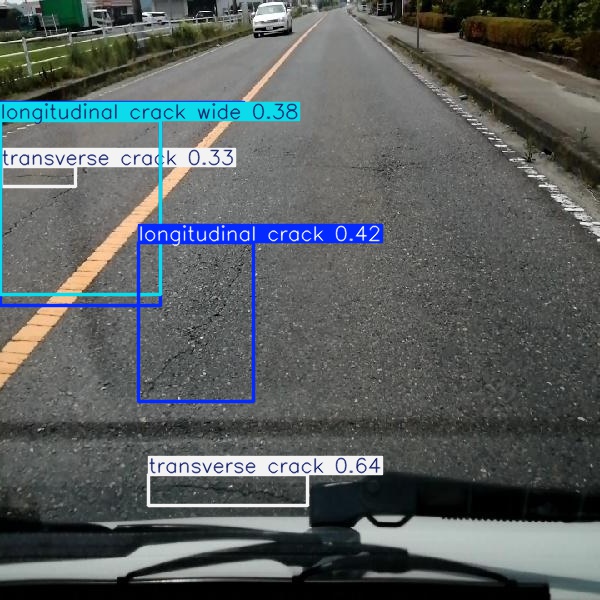 longitudinal crack wide 0.38
transverse crack 0.33
longitudinal crack 0.42
transverse crack 0.64